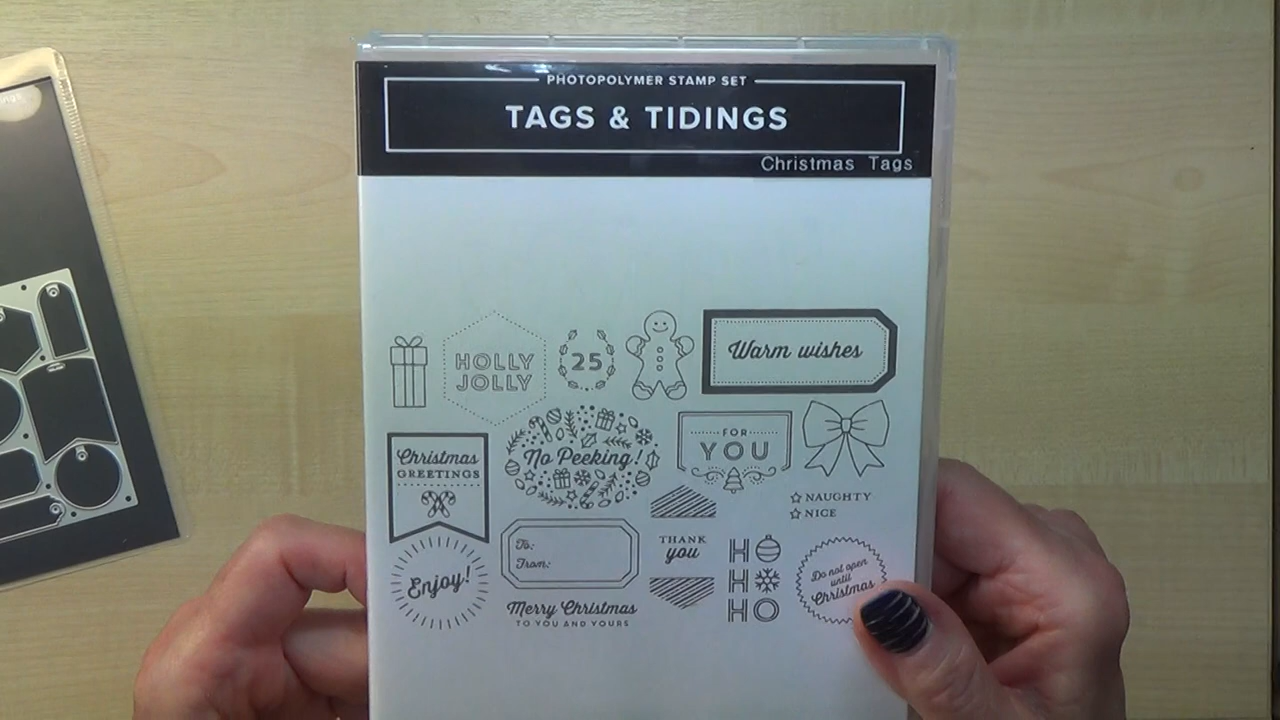 PHOTOPOLYMER STAMP SET
TAGS & TIDINGS
Christmas Tags
HOLLY
JOLLY
25
Warm wishes
Christmas
GREETINGS
No Peeking!
FOR
YOU
NAUGHTY
NICE
Enjoy!
To:
From:
THANK
you
HO
HO
HO
Do not open
until
Christmas
Merry Christmas
TO YOU AND YOURS